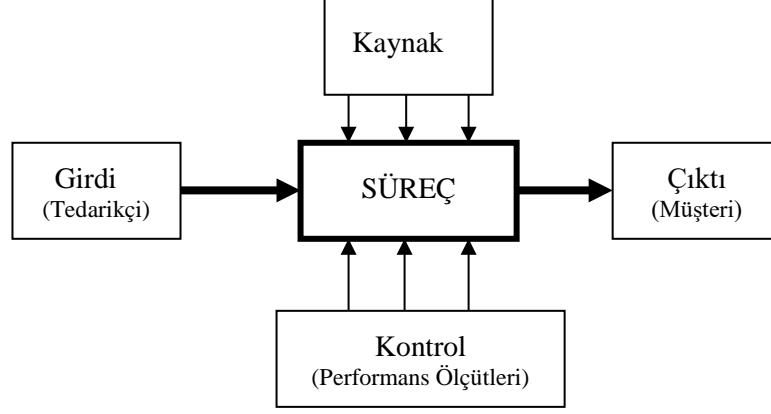 Kaynak
Girdi
(Tedarikçi)
SÜREÇ
Çıktı
(Müşteri)
Kontrol
(Performans Ölçütleri)